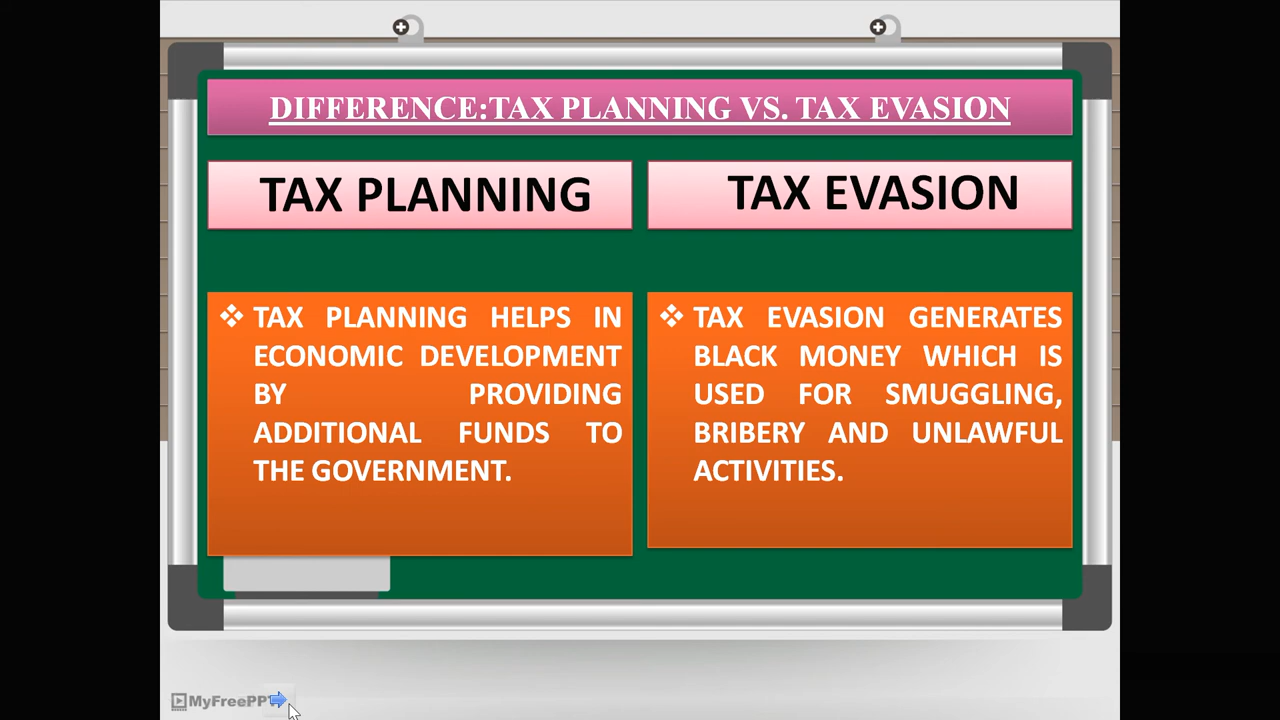 DIFFERENCE:TAX PLANNING VS. TAX EVASION
TAX PLANNING
TAX EVASION
TAX PLANNING HELPS IN
ECONOMIC DEVELOPMENT
BY PROVIDING
ADDITIONAL FUNDS TO
THE GOVERNMENT.
TAX EVASION GENERATES
BLACK MONEY WHICH IS
USED FOR SMUGGLING,
BRIBERY AND UNLAWFUL
ACTIVITIES.
MyFreePP